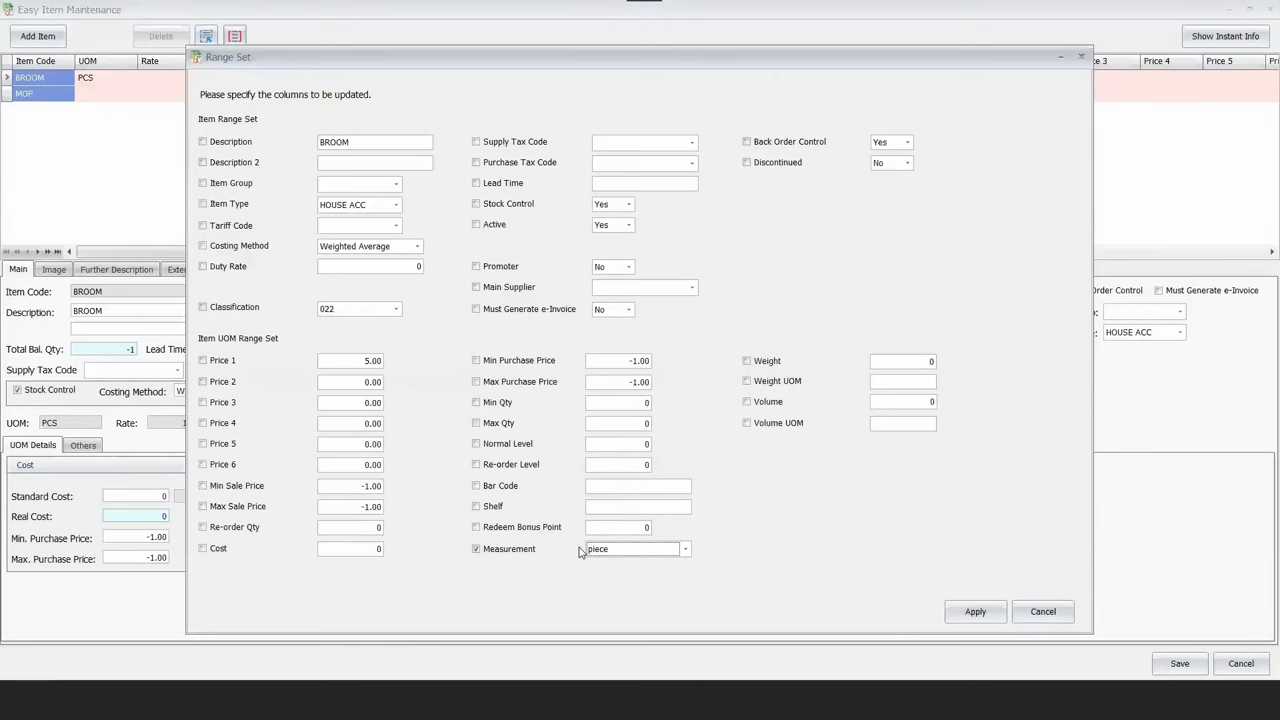 Easy Item Maintenance
Add Item Delete Show Instant Info
Item Code UOM Rate e 3 Price 4 Price 5 Pri
BROOM PCS
MOP
Range Set
Please specify the columns to be updated.
Item Range Set
Description BROOM Supply Tax Code Back Order Control Yes
Description 2 Purchase Tax Code Discontinued No
Item Group Lead Time
Item Type HOUSE ACC Stock Control Yes
Tariff Code Active Yes
Costing Method Weighted Average
Duty Rate 0 Promoter No
Main Supplier
Classification 022 Must Generate e-Invoice No
Item UOM Range Set
Price 1 5.00 Min Purchase Price -1.00 Weight 0
Price 2 0.00 Max Purchase Price -1.00 Weight UOM
Price 3 0.00 Min Qty 0 Volume 0
Price 4 0.00 Max Qty 0 Volume UOM
Price 5 0.00 Normal Level 0
Price 6 0.00 Re-order Level 0
Min Sale Price -1.00 Bar Code
Max Sale Price -1.00 Shelf
Re-order Qty 0 Redeem Bonus Point 0
Cost 0 Measurement piece
Apply Cancel
Main Image Further Description Exter
Item Code: BROOM Order Control Must Generate e-Invoice
Description: BROOM
HOUSE ACC
Total Bal. Qty: -1 Lead Time
Supply Tax Code
Stock Control Costing Method: W
UOM: PCS Rate: 1
UOM Details Others
Cost
Standard Cost: 0
Real Cost: 0
Min. Purchase Price: -1.00
Max. Purchase Price: -1.00
Save Cancel